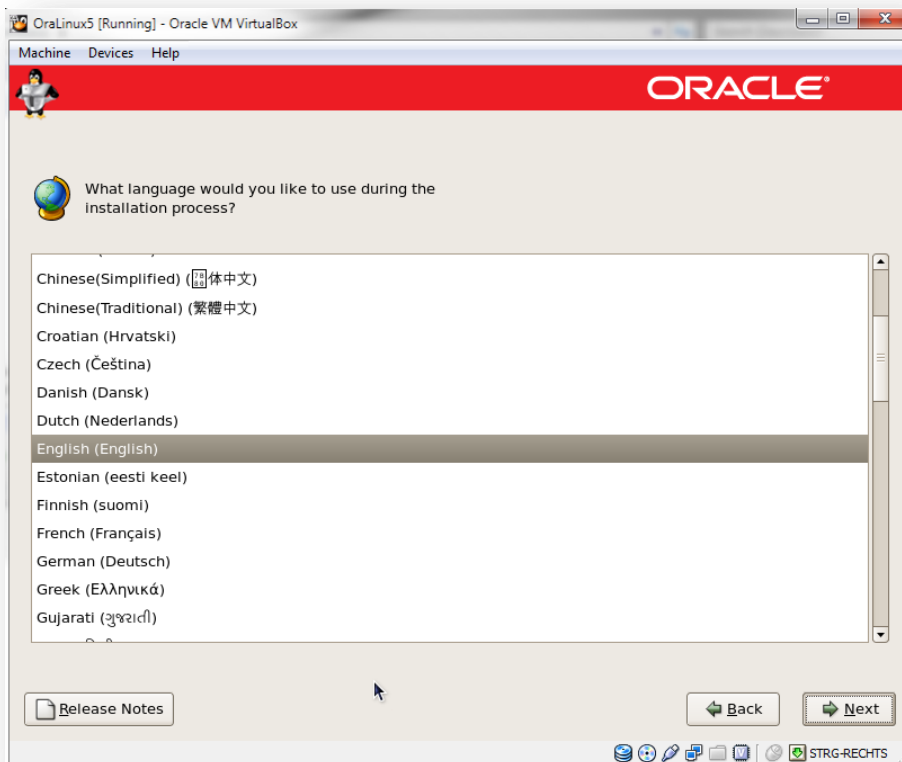 OraLinux5 [Running] - Oracle VM VirtualBox
Machine Devices Help
ORACLE®
What language would you like to use during the
installation process?
Chinese(Simplified) (体中文)
Chinese(Traditional) (繁體中文)
Croatian (Hrvatski)
Czech (Čeština)
Danish (Dansk)
Dutch (Nederlands)
English (English)
Estonian (eesti keel)
Finnish (suomi)
French (Français)
German (Deutsch)
Greek (Ελληνικά)
Gujarati (ગુજરાતી)
Release Notes
Back
Next
STRG-RECHTS